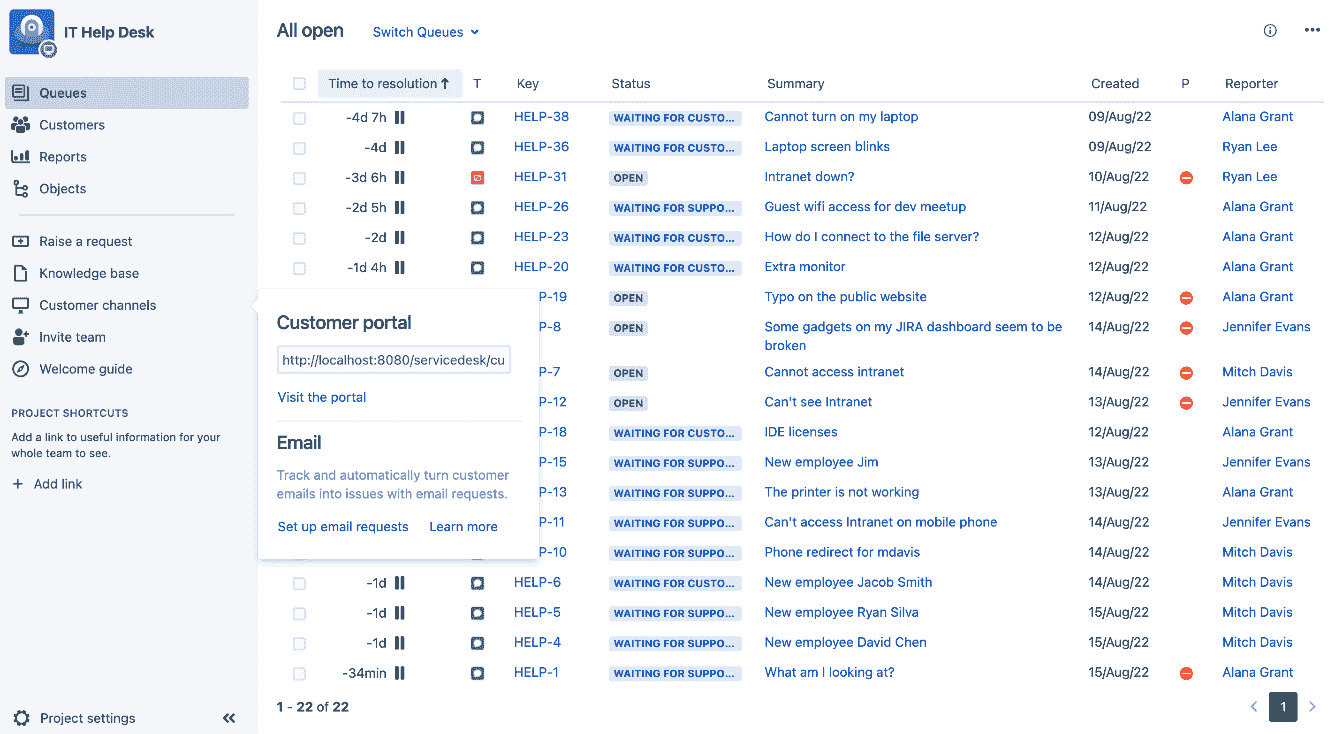 IT Help Desk
Queues
Customers
Reports
Objects
Raise a request
Knowledge base
Customer channels
Invite team
Welcome guide
PROJECT SHORTCUTS
Add a link to useful information for your
whole team to see.
+ Add link
Project settings
All open Switch Queues
Time to resolution ↑ T Key Status Summary Created P Reporter
-4d 7h HELP-38 WAITING FOR CUSTO... Cannot turn on my laptop 09/Aug/22 Alana Grant
-4d HELP-36 WAITING FOR CUSTO... Laptop screen blinks 09/Aug/22 Ryan Lee
-3d 6h HELP-31 OPEN Intranet down? 10/Aug/22 Ryan Lee
-2d 5h HELP-26 WAITING FOR SUPPO... Guest wifi access for dev meetup 11/Aug/22 Alana Grant
-2d HELP-23 WAITING FOR CUSTO... How do I connect to the file server? 12/Aug/22 Alana Grant
-1d 4h HELP-20 WAITING FOR CUSTO... Extra monitor 12/Aug/22 Alana Grant
P-19 OPEN Typo on the public website 12/Aug/22 Alana Grant
P-8 OPEN Some gadgets on my JIRA dashboard seem to be 14/Aug/22 Jennifer Evans
broken
P-7 OPEN Cannot access intranet 14/Aug/22 Mitch Davis
P-12 OPEN Can't see Intranet 13/Aug/22 Jennifer Evans
P-18 WAITING FOR CUSTO... IDE licenses 12/Aug/22 Alana Grant
P-15 WAITING FOR SUPPO... New employee Jim 13/Aug/22 Jennifer Evans
P-13 WAITING FOR SUPPO... The printer is not working 13/Aug/22 Alana Grant
P-11 WAITING FOR SUPPO... Can't access Intranet on mobile phone 13/Aug/22 Jennifer Evans
P-10 WAITING FOR SUPPO... Phone redirect for mdavis 14/Aug/22 Mitch Davis
-1d HELP-6 WAITING FOR CUSTO... New employee Jacob Smith 14/Aug/22 Mitch Davis
-1d HELP-5 WAITING FOR SUPPO... New employee Ryan Silva 15/Aug/22 Mitch Davis
-1d HELP-4 WAITING FOR SUPPO... New employee David Chen 15/Aug/22 Mitch Davis
-34min HELP-1 WAITING FOR SUPPO... What am I looking at? 15/Aug/22 Alana Grant
1 - 22 of 22 1
Customer portal
http://localhost:8080/servicedesk/cu
Visit the portal
Email
Track and automatically turn customer
emails into issues with email requests.
Set up email requests Learn more